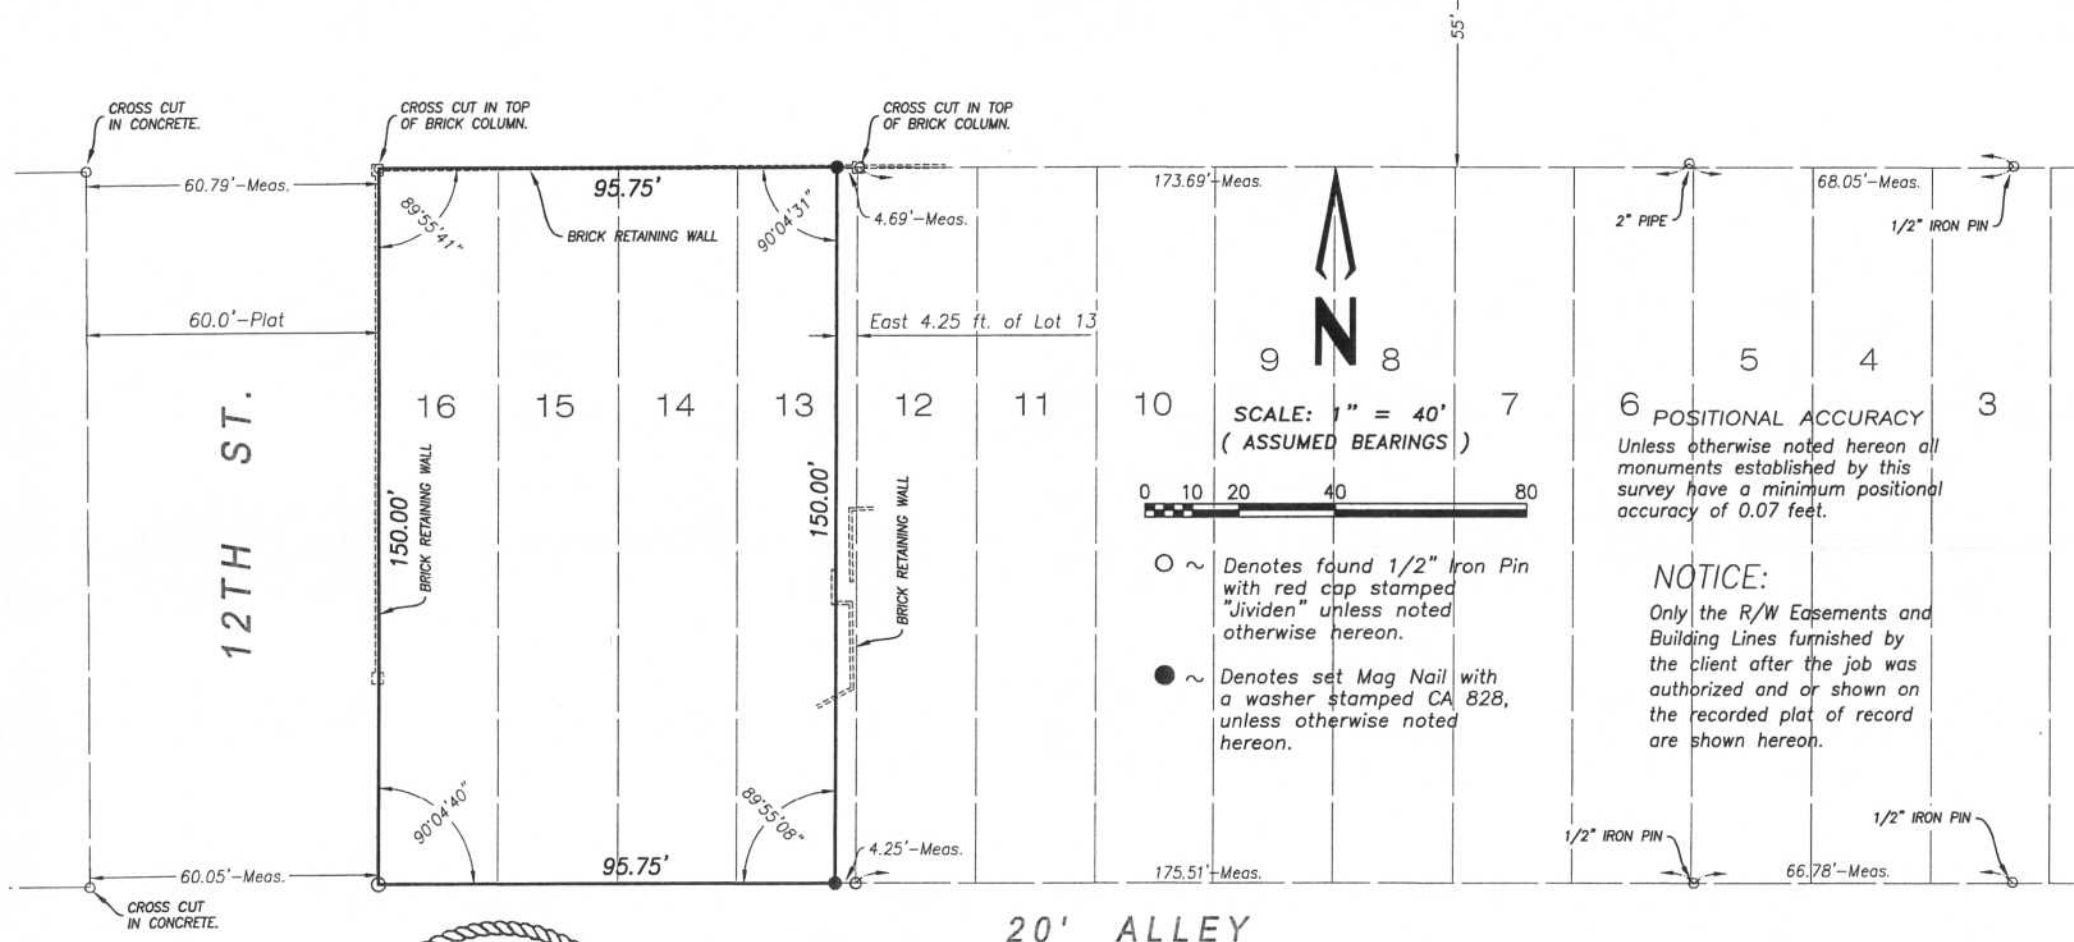 55'
CROSS CUT
IN CONCRETE.
CROSS CUT IN TOP
OF BRICK COLUMN.
CROSS CUT IN TOP
OF BRICK COLUMN.
60.79'-Meas.
95.75'
173.69'-Meas.
68.05'-Meas.
89°55'41"
90°04'31"
4.69'-Meas.
BRICK RETAINING WALL
2" PIPE
1/2" IRON PIN
60.0'-Plat
East 4.25 ft. of Lot 13
N
16
15
14
13
12
11
10
9
8
7
6
5
4
3
12TH ST.
150.00'
BRICK RETAINING WALL
150.00'
BRICK RETAINING WALL
SCALE: 1" = 40'
( ASSUMED BEARINGS )
0 10 20 40 80
○ ~ Denotes found 1/2" Iron Pin
with red cap stamped
"Jividen" unless noted
otherwise hereon.
● ~ Denotes set Mag Nail with
a washer stamped CA 828,
unless otherwise noted
hereon.
POSITIONAL ACCURACY
Unless otherwise noted hereon all
monuments established by this
survey have a minimum positional
accuracy of 0.07 feet.
NOTICE:
Only the R/W Easements and
Building Lines furnished by
the client after the job was
authorized and or shown on
the recorded plat of record
are shown hereon.
90°04'40"
89°55'08"
60.05'-Meas.
95.75'
4.25'-Meas.
175.51'-Meas.
1/2" IRON PIN
1/2" IRON PIN
66.78'-Meas.
CROSS CUT
IN CONCRETE.
20' ALLEY